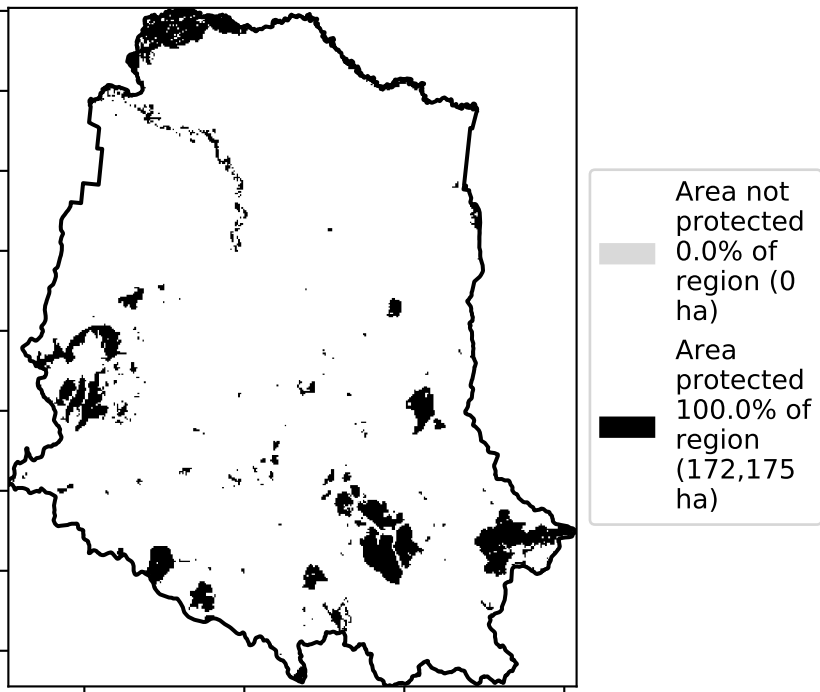 Area not
protected
0.0% of
region (0
ha)
Area
protected
100.0% of
region
(172,175
ha)